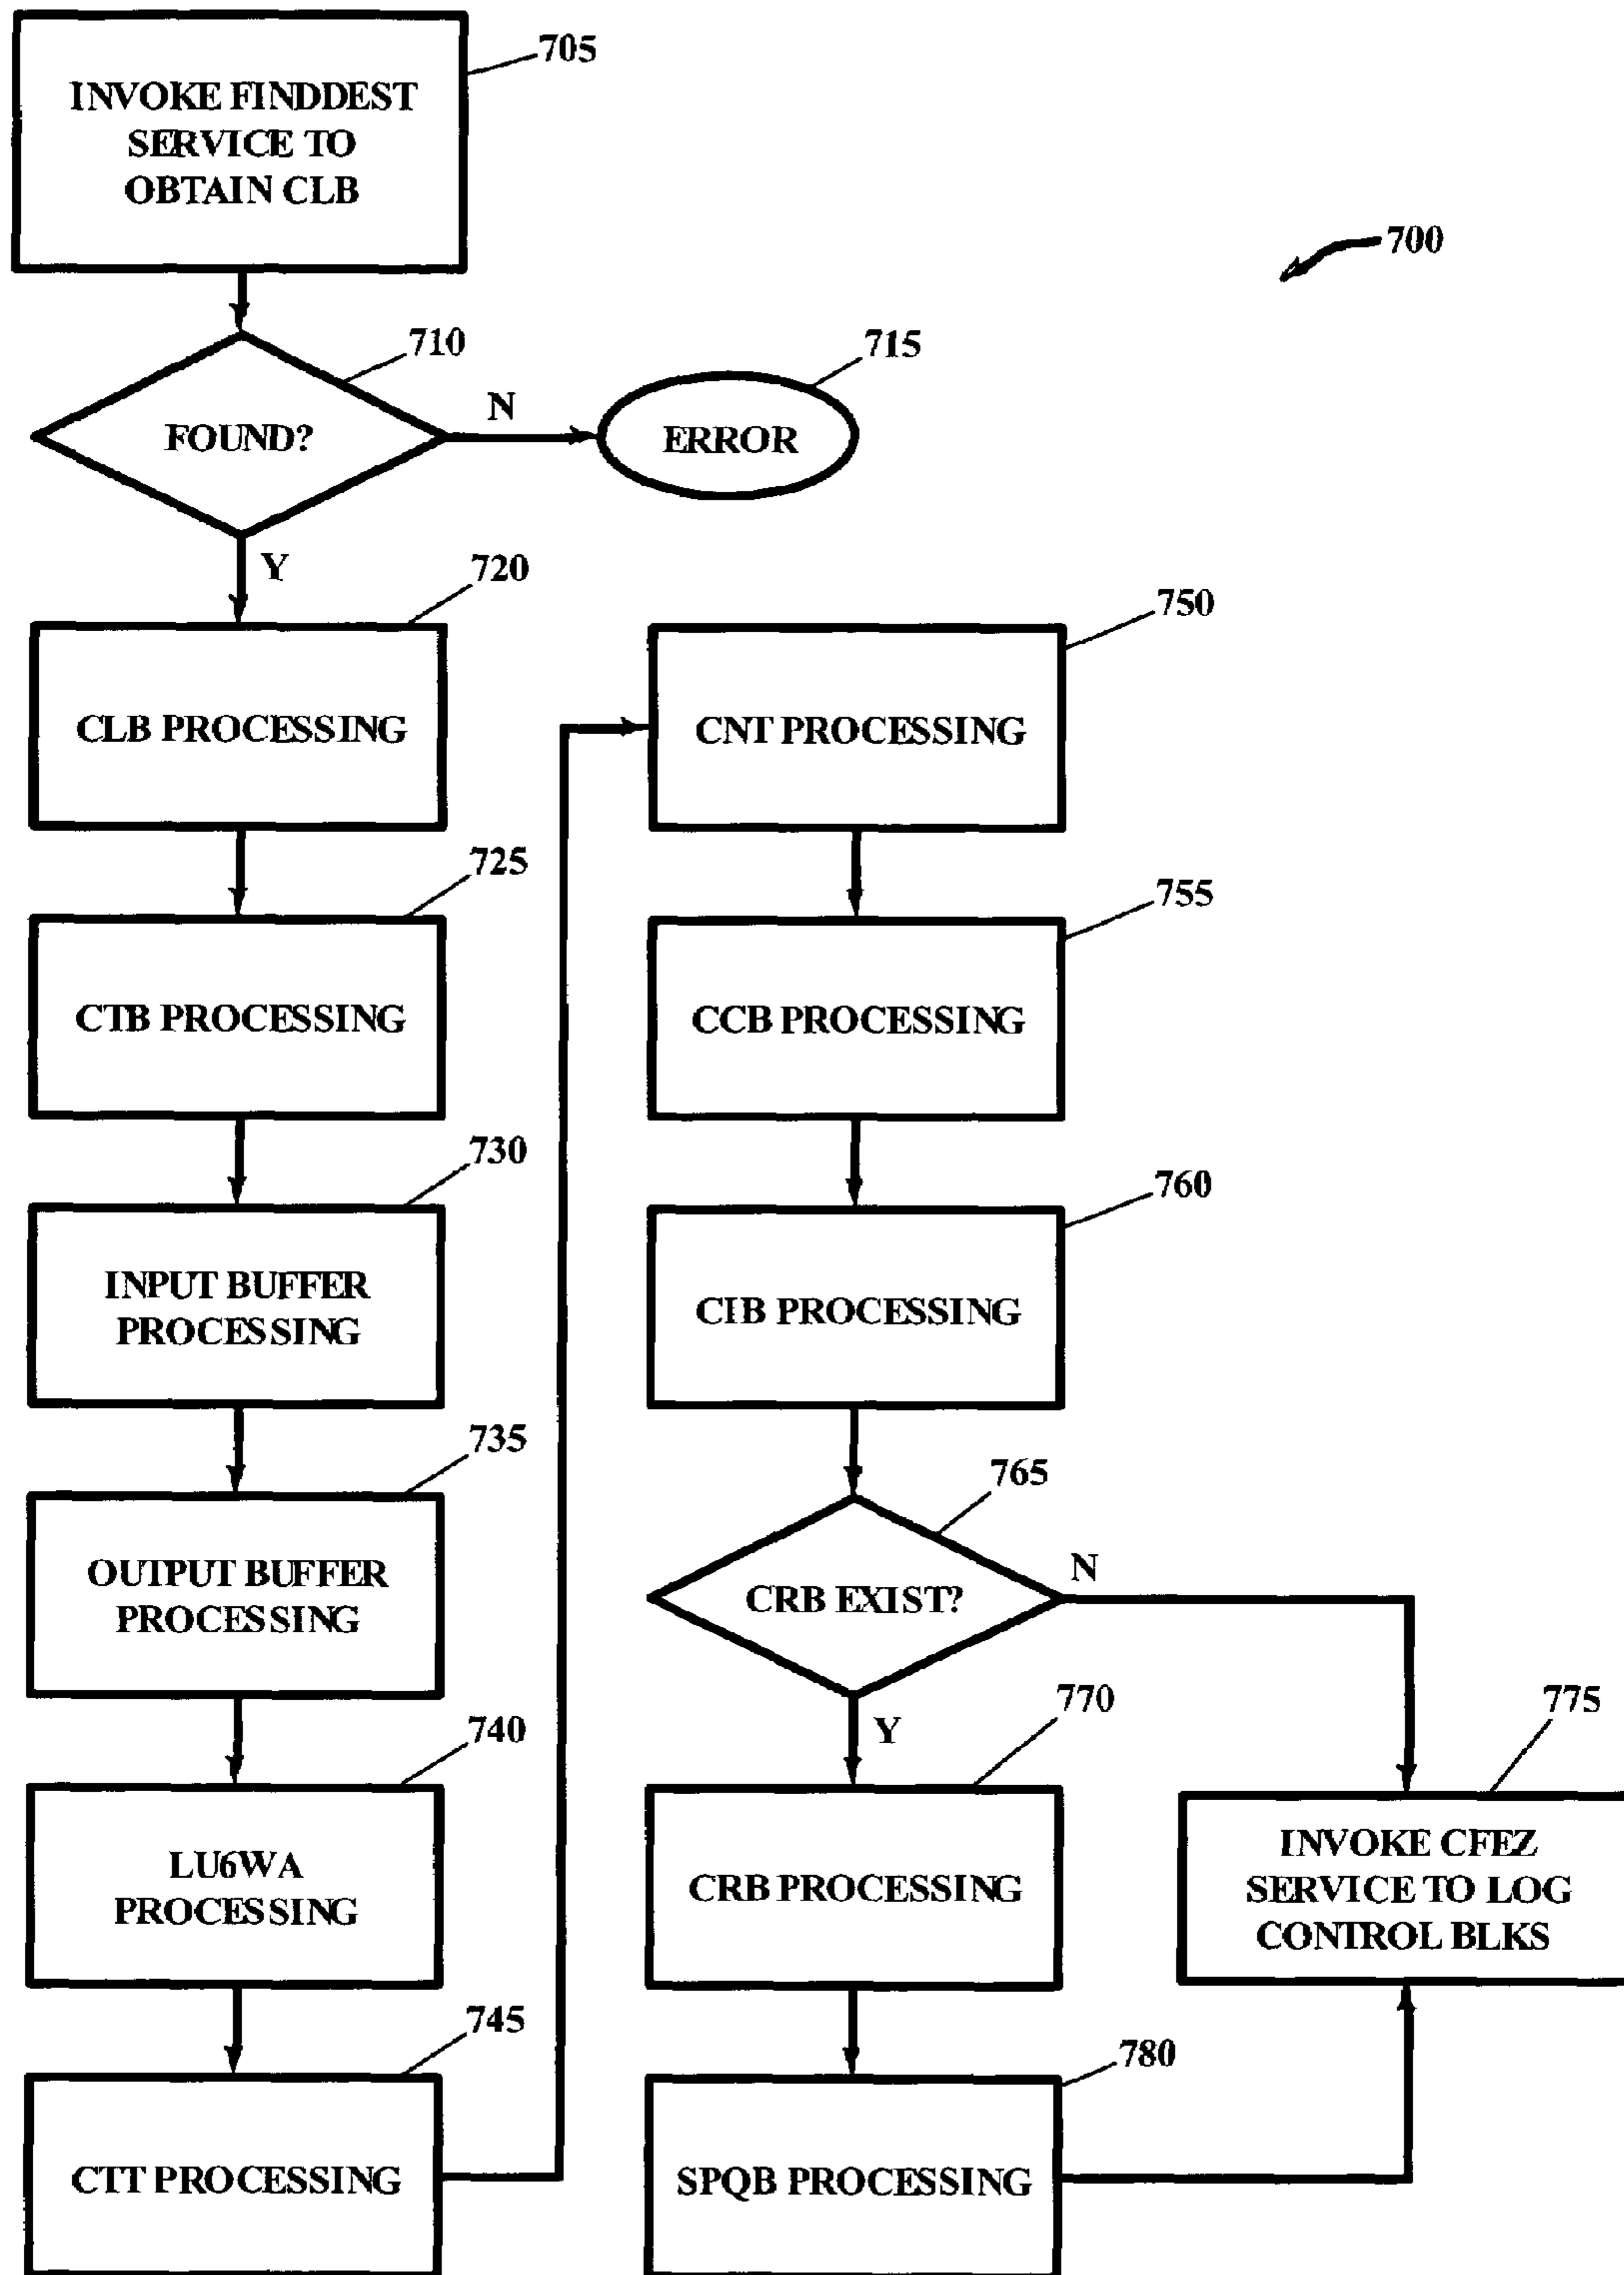 705
INVOKE FINDDEST
SERVICE TO
OBTAIN CLB
700
710
FOUND?
N
715
ERROR
Y
720
CLB PROCESSING
725
CTB PROCESSING
730
INPUT BUFFER
PROCESSING
735
OUTPUT BUFFER
PROCESSING
740
LU6WA
PROCESSING
745
CTT PROCESSING
750
CNT PROCESSING
755
CCB PROCESSING
760
CIB PROCESSING
765
CRB EXIST?
N
Y
770
CRB PROCESSING
775
INVOKE CFEZ
SERVICE TO LOG
CONTROL BLKS
780
SPQB PROCESSING